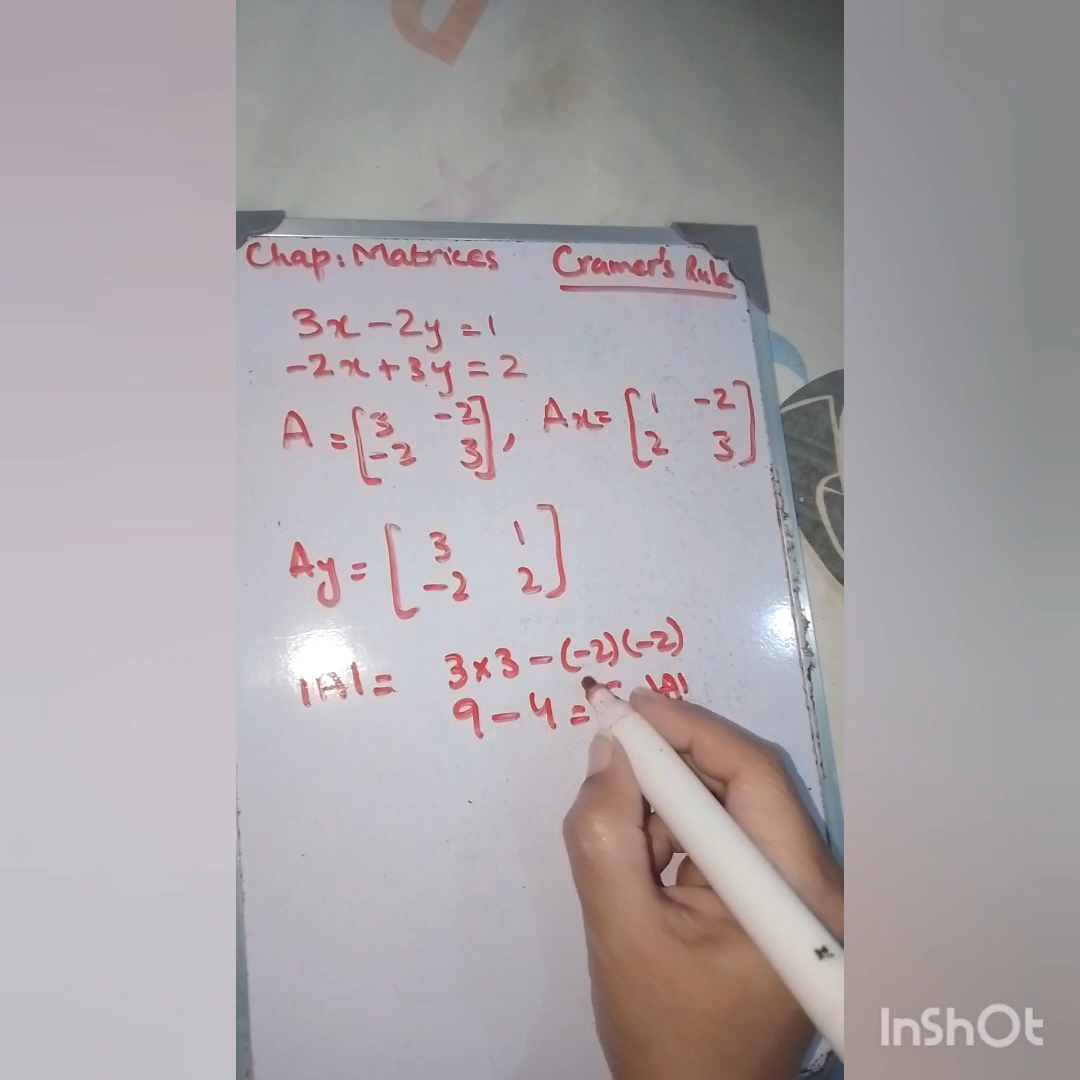 Chap: Matrices Cramer's Rule
3x - 2y = 1
-2x + 3y = 2
A = [3 -2
-2 3], Ax = [1 -2
2 3]
Ay = [3 1
-2 2]
|A| = 3 × 3 - (-2)(-2)
9 - 4 = |A|
InShOt